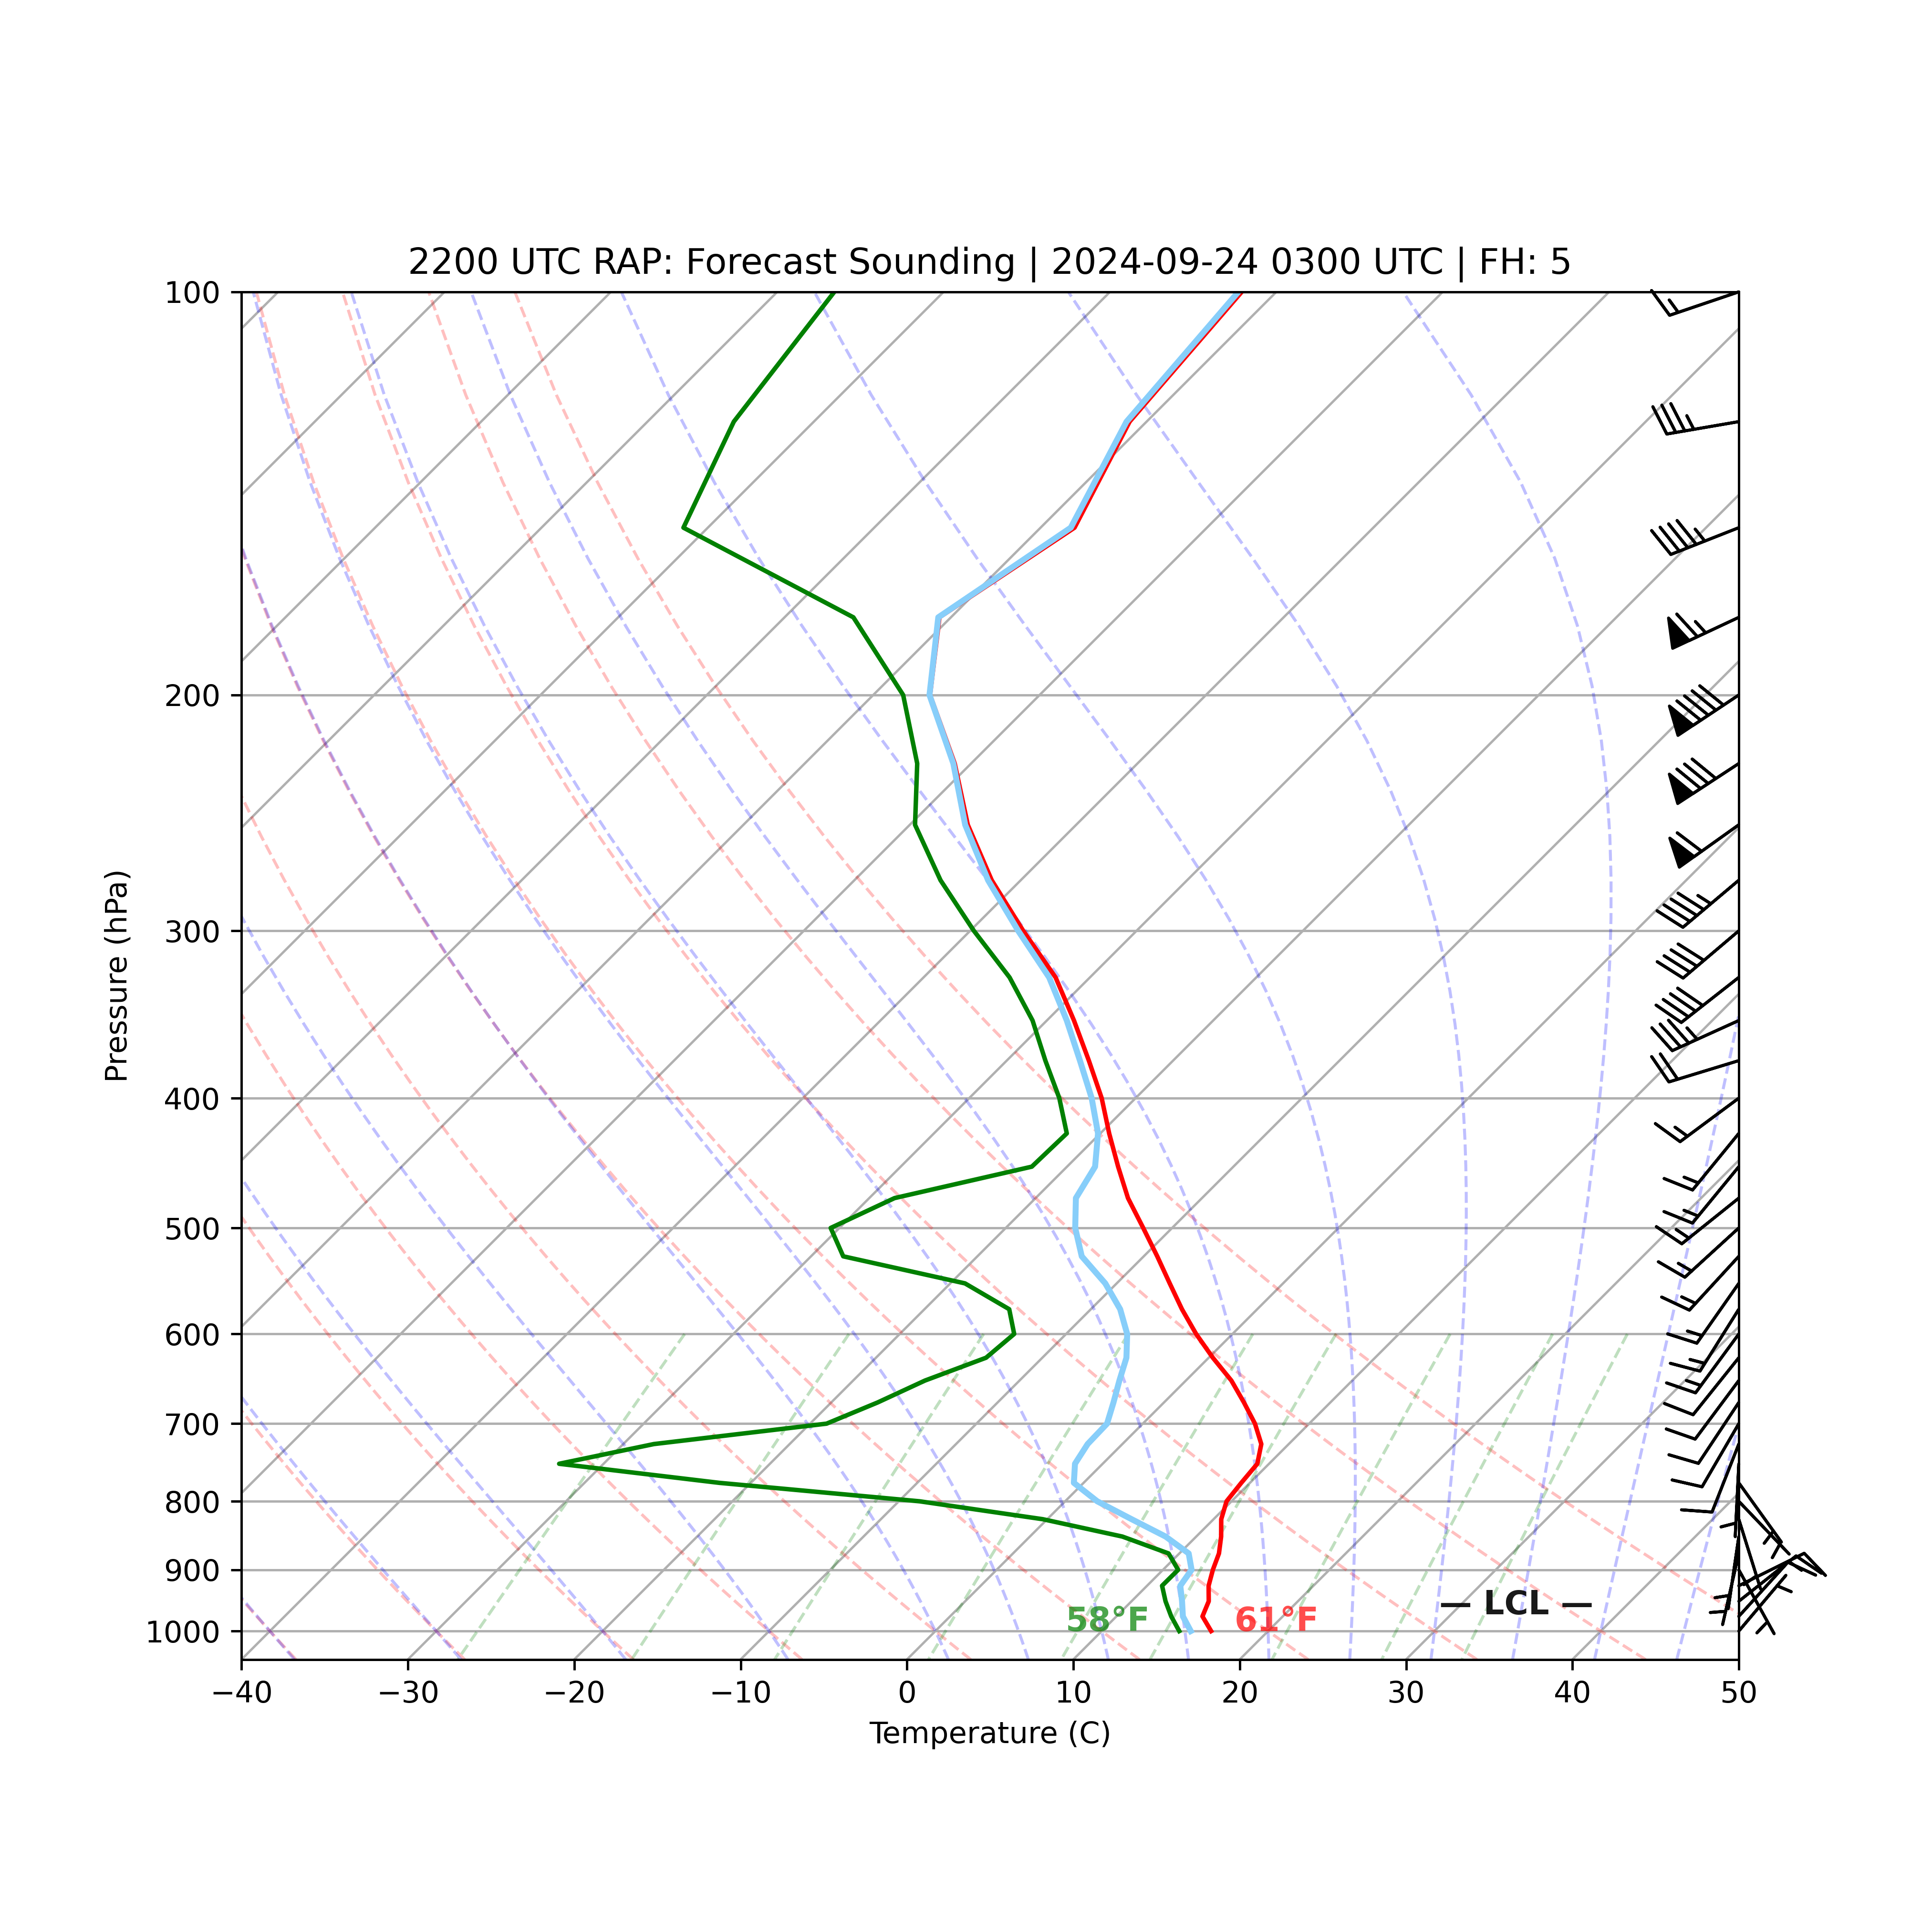 2200 UTC RAP: Forecast Sounding | 2024-09-24 0300 UTC | FH: 5
100
200
300
400
500
600
700
800
900
1000
Pressure (hPa)
58°F
61°F
— LCL —
−40 −30 −20 −10 0 10 20 30 40 50
Temperature (C)